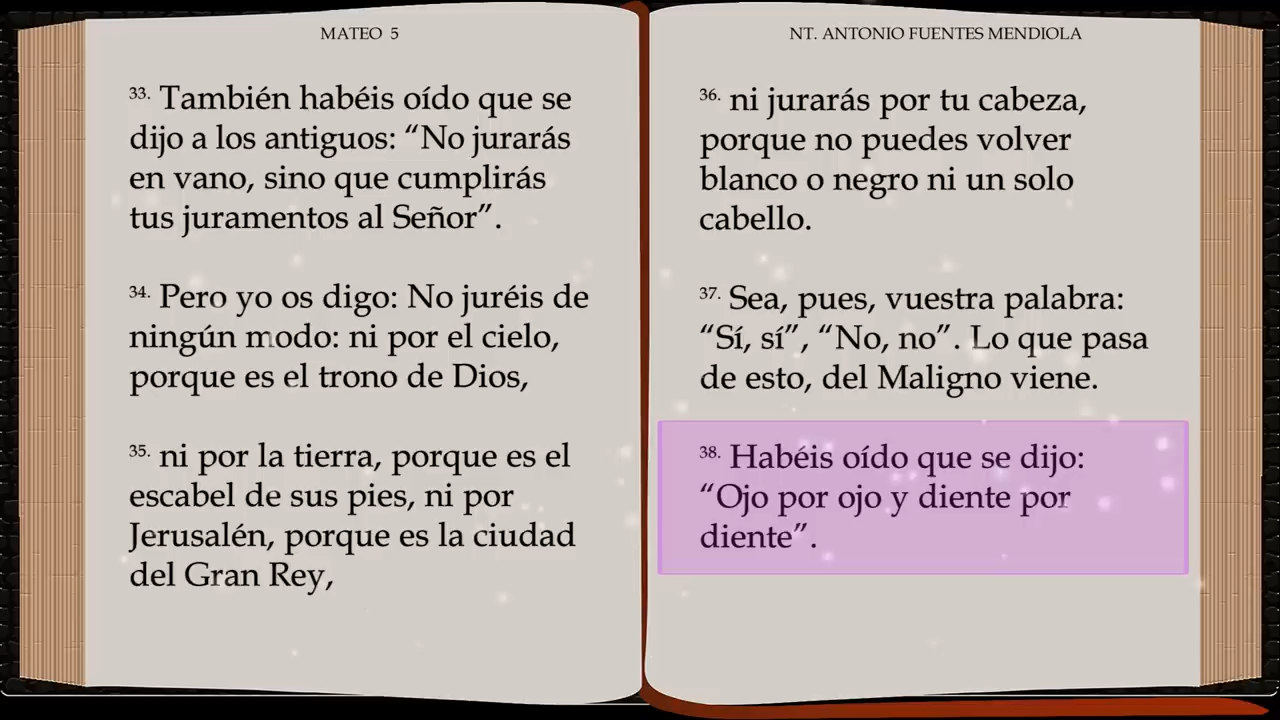 MATEO 5
33. También habéis oído que se
dijo a los antiguos: “No jurarás
en vano, sino que cumplirás
tus juramentos al Señor”.
34. Pero yo os digo: No juréis de
ningún modo: ni por el cielo,
porque es el trono de Dios,
35. ni por la tierra, porque es el
escabel de sus pies, ni por
Jerusalén, porque es la ciudad
del Gran Rey,
NT. ANTONIO FUENTES MENDIOLA
36. ni jurarás por tu cabeza,
porque no puedes volver
blanco o negro ni un solo
cabello.
37. Sea, pues, vuestra palabra:
“Sí, sí”, “No, no”. Lo que pasa
de esto, del Maligno viene.
38. Habéis oído que se dijo:
“Ojo por ojo y diente por
diente”.